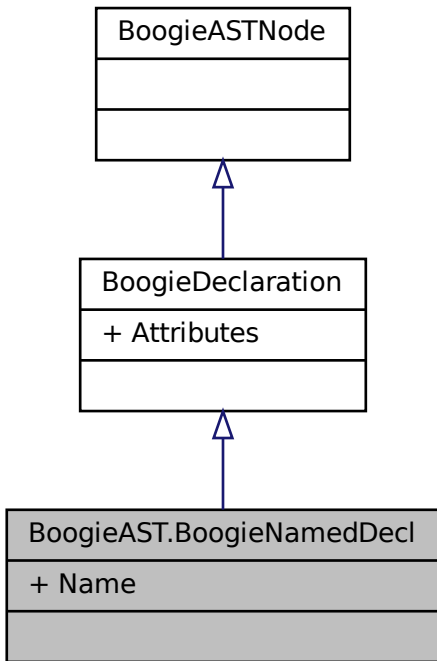 BoogieASTNode
BoogieDeclaration
+ Attributes
BoogieAST.BoogieNamedDecl
+ Name